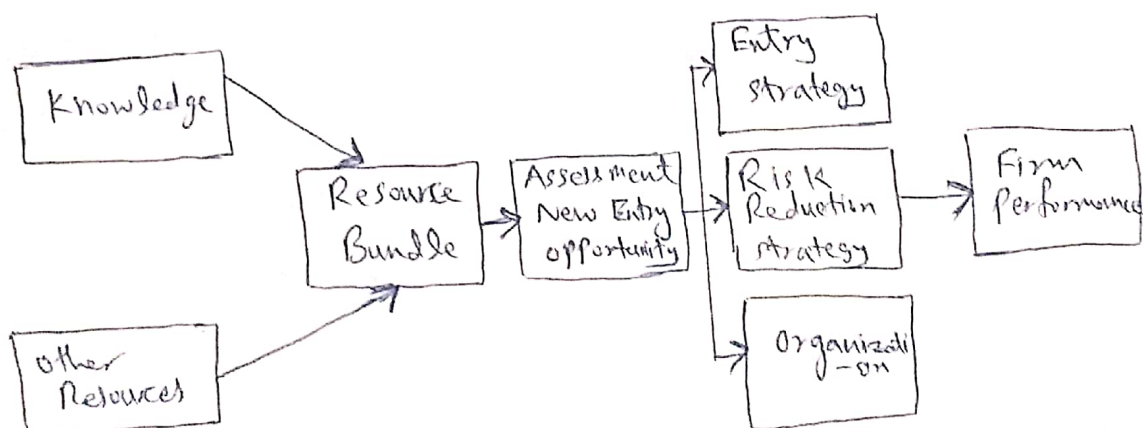 Knowledge
Other
Resources
Resource
Bundle
Assessment
New Entry
opportunity
Entry
strategy
Risk
Reduction
strategy
Organizati
-on
Firm
Performance